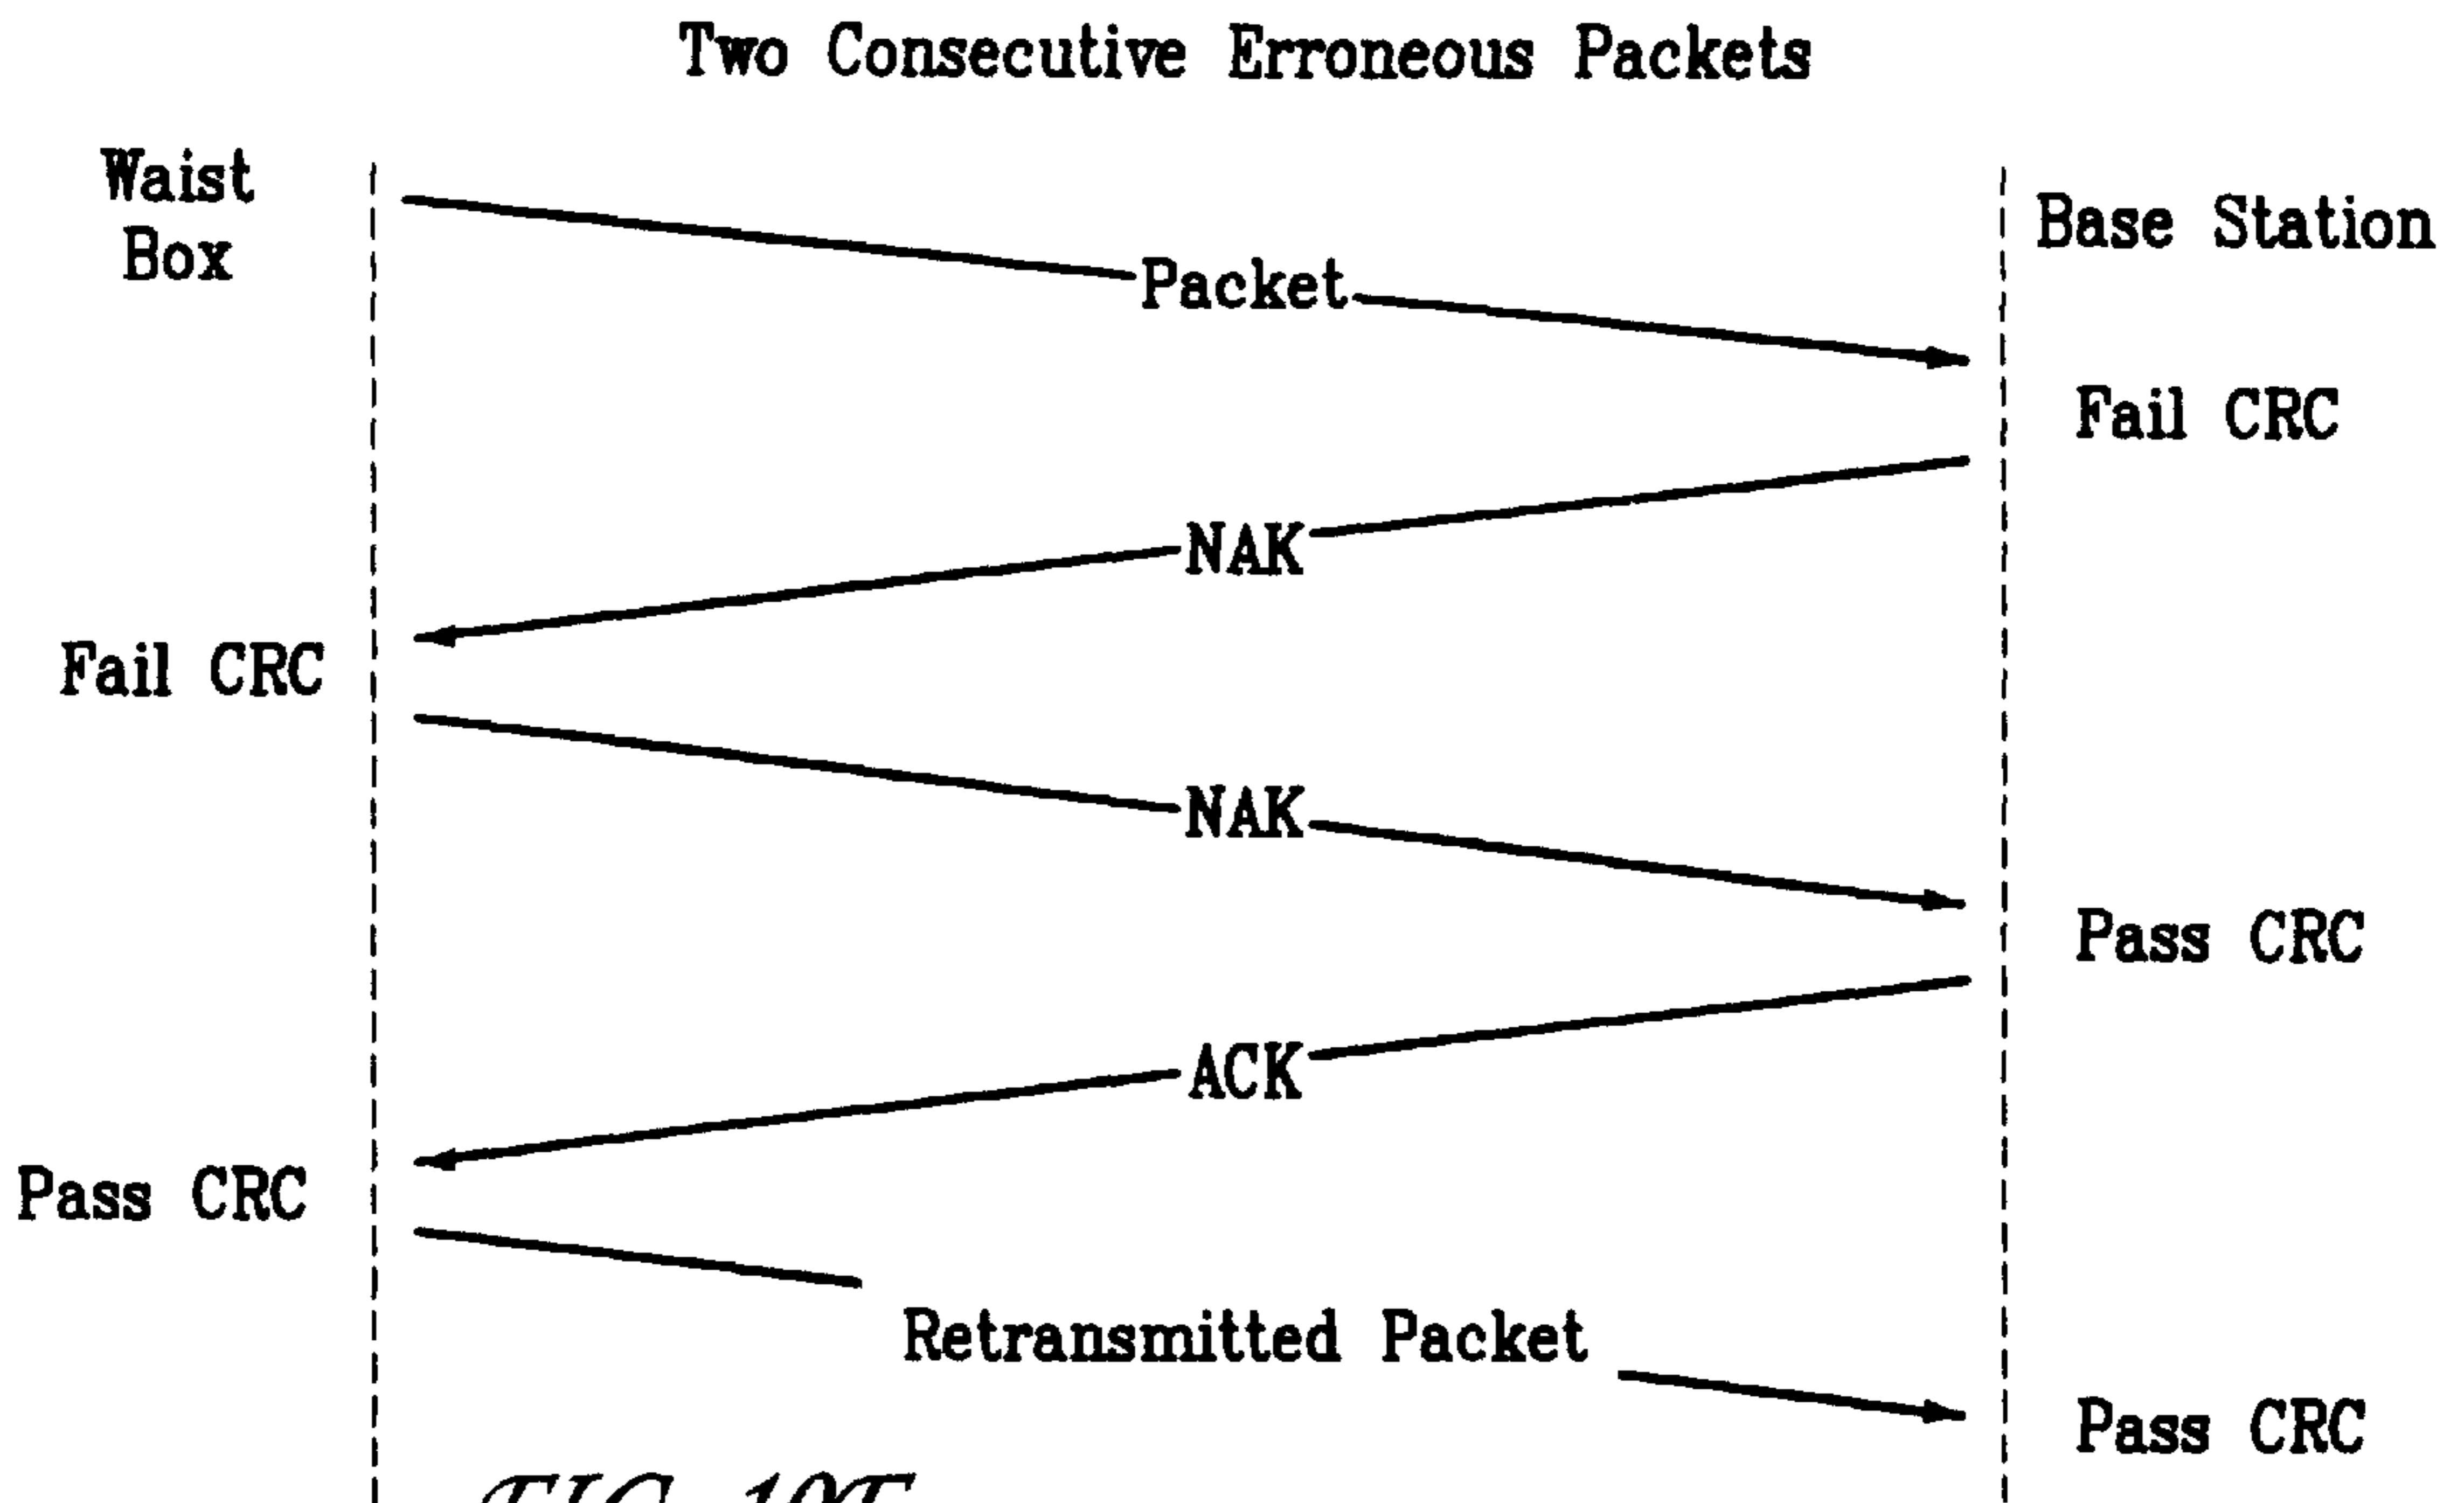 Two Consecutive Erroneous Packets
Waist
Box
Base Station
Packet
Fail CRC
NAK
Fail CRC
NAK
Pass CRC
ACK
Pass CRC
Retransmitted Packet
Pass CRC